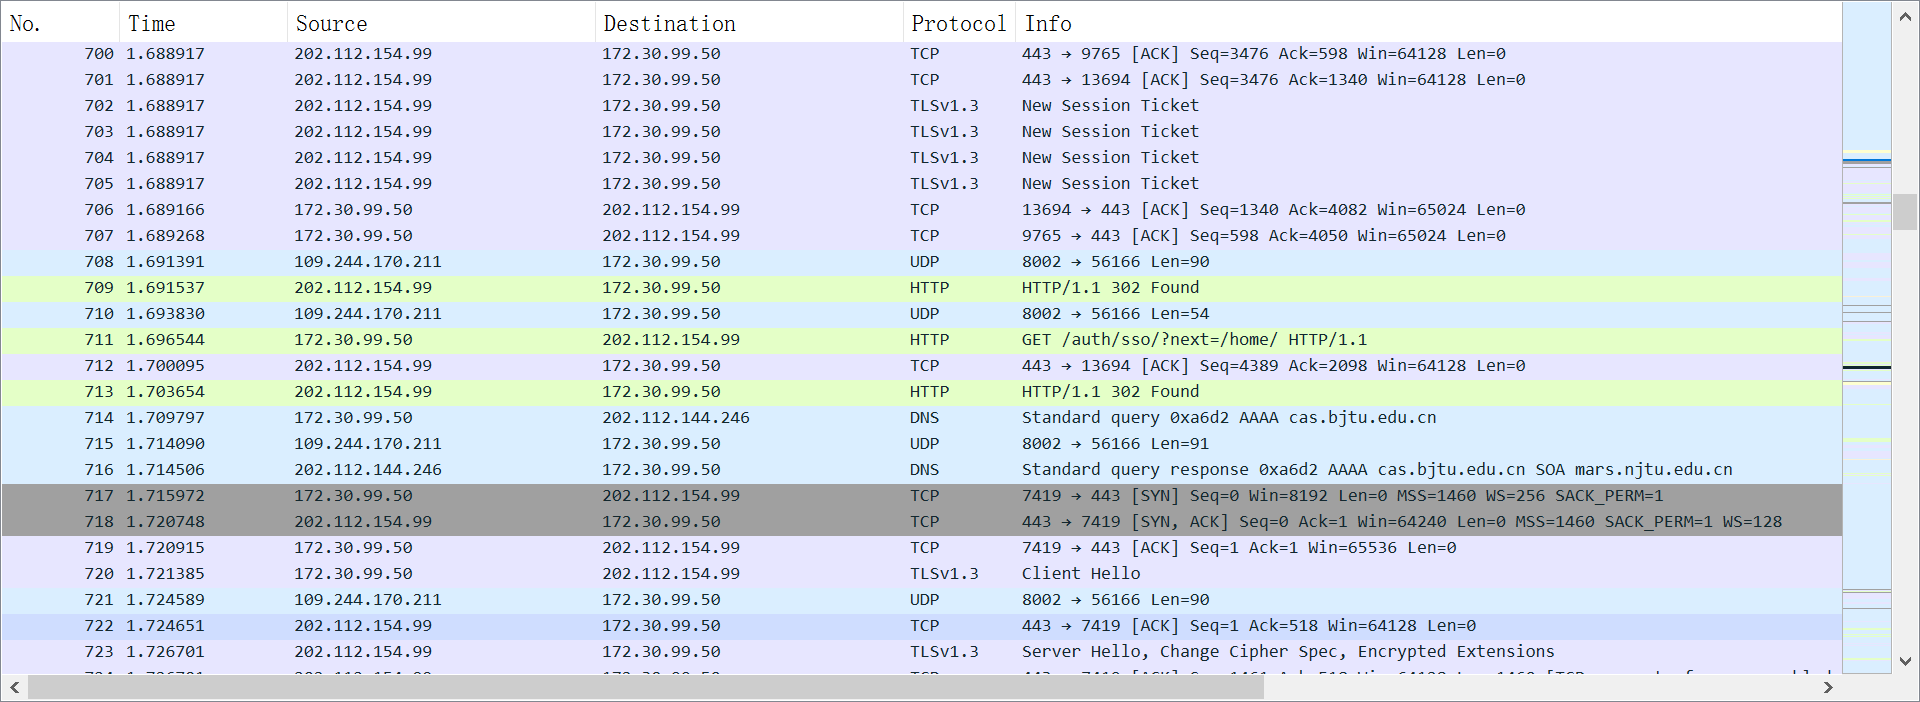 No. Time Source Destination Protocol Info
700 1.688917 202.112.154.99 172.30.99.50 TCP 443 → 9765 [ACK] Seq=3476 Ack=598 Win=64128 Len=0
701 1.688917 202.112.154.99 172.30.99.50 TCP 443 → 13694 [ACK] Seq=3476 Ack=1340 Win=64128 Len=0
702 1.688917 202.112.154.99 172.30.99.50 TLSv1.3 New Session Ticket
703 1.688917 202.112.154.99 172.30.99.50 TLSv1.3 New Session Ticket
704 1.688917 202.112.154.99 172.30.99.50 TLSv1.3 New Session Ticket
705 1.688917 202.112.154.99 172.30.99.50 TLSv1.3 New Session Ticket
706 1.689166 172.30.99.50 202.112.154.99 TCP 13694 → 443 [ACK] Seq=1340 Ack=4082 Win=65024 Len=0
707 1.689268 172.30.99.50 202.112.154.99 TCP 9765 → 443 [ACK] Seq=598 Ack=4050 Win=65024 Len=0
708 1.691391 109.244.170.211 172.30.99.50 UDP 8002 → 56166 Len=90
709 1.691537 202.112.154.99 172.30.99.50 HTTP HTTP/1.1 302 Found
710 1.693830 109.244.170.211 172.30.99.50 UDP 8002 → 56166 Len=54
711 1.696544 172.30.99.50 202.112.154.99 HTTP GET /auth/sso/?next=/home/ HTTP/1.1
712 1.700095 202.112.154.99 172.30.99.50 TCP 443 → 13694 [ACK] Seq=4389 Ack=2098 Win=64128 Len=0
713 1.703654 202.112.154.99 172.30.99.50 HTTP HTTP/1.1 302 Found
714 1.709797 172.30.99.50 202.112.144.246 DNS Standard query 0xa6d2 AAAA cas.bjtu.edu.cn
715 1.714090 109.244.170.211 172.30.99.50 UDP 8002 → 56166 Len=91
716 1.714506 202.112.144.246 172.30.99.50 DNS Standard query response 0xa6d2 AAAA cas.bjtu.edu.cn SOA mars.njtu.edu.cn
717 1.715972 172.30.99.50 202.112.154.99 TCP 7419 → 443 [SYN] Seq=0 Win=8192 Len=0 MSS=1460 WS=256 SACK_PERM=1
718 1.720748 202.112.154.99 172.30.99.50 TCP 443 → 7419 [SYN, ACK] Seq=0 Ack=1 Win=64240 Len=0 MSS=1460 SACK_PERM=1 WS=128
719 1.720915 172.30.99.50 202.112.154.99 TCP 7419 → 443 [ACK] Seq=1 Ack=1 Win=65536 Len=0
720 1.721385 172.30.99.50 202.112.154.99 TLSv1.3 Client Hello
721 1.724589 109.244.170.211 172.30.99.50 UDP 8002 → 56166 Len=90
722 1.724651 202.112.154.99 172.30.99.50 TCP 443 → 7419 [ACK] Seq=1 Ack=518 Win=64128 Len=0
723 1.726701 202.112.154.99 172.30.99.50 TLSv1.3 Server Hello, Change Cipher Spec, Encrypted Extensions